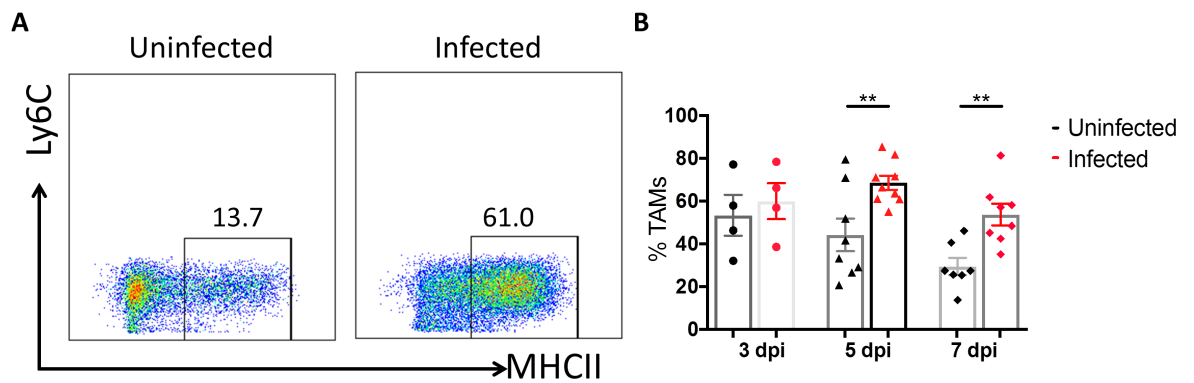 A
Uninfected
Infected
Ly6C
13.7
61.0
MHCII
B
**
**
100
80
60
40
20
0
% TAMs
3 dpi
5 dpi
7 dpi
Uninfected
Infected